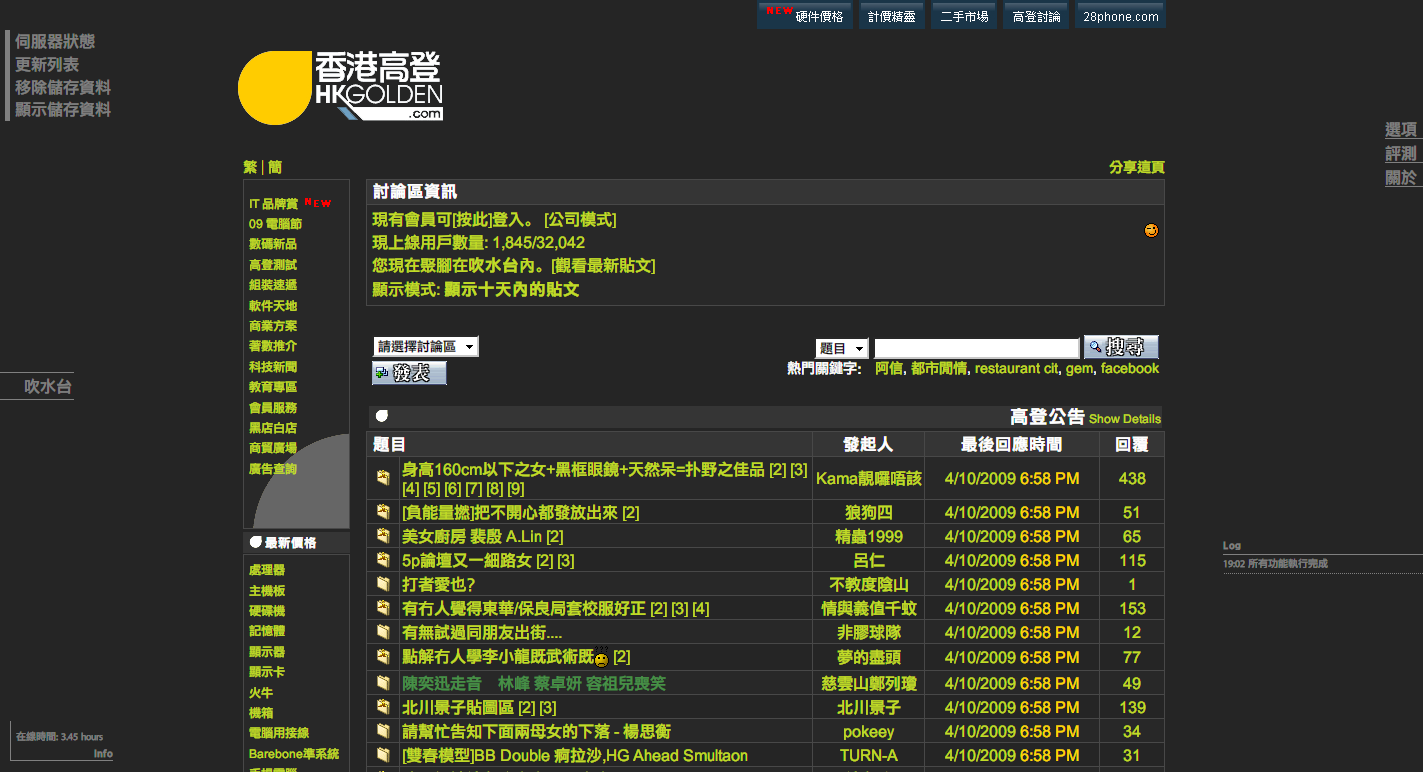 NEW 硬件價格 計價精靈 二手市場 高登討論 28phone.com
伺服器狀態
更新列表
移除儲存資料
顯示儲存資料
香港高登
HKGOLDEN
.com
選項
評測
關於
繁 | 簡
分享這頁
IT 品牌賞 NEW
09 電腦節
數碼新品
高登測試
組裝速遞
軟件天地
商業方案
著數推介
科技新聞
教育專區
會員服務
黑店白店
商貿廣場
廣告查詢
最新價格
處理器
主機板
硬碟機
記憶體
顯示器
顯示卡
火牛
機箱
電腦用接線
Barebone準系統
吹水台
在線時間: 3.45 hours
Info
討論區資訊
現有會員可[按此]登入。 [公司模式]
現上線用戶數量: 1,845/32,042
您現在聚腳在吹水台內。[觀看最新貼文]
顯示模式: 顯示十天內的貼文
請選擇討論區
發表
題目 搜尋
熱門關鍵字: 阿信, 都市閒情, restaurant cit, gem, facebook
高登公告 Show Details
題目 發起人 最後回應時間 回覆
身高160cm以下之女+黑框眼鏡+天然呆=扑野之佳品 [2] [3]
[4] [5] [6] [7] [8] [9] Kama靚囉唔該 4/10/2009 6:58 PM 438
[負能量撚]把不開心都發放出來 [2] 狼狗四 4/10/2009 6:58 PM 51
美女廚房 裴殷 A.Lin [2] 精蟲1999 4/10/2009 6:58 PM 65
5p論壇又一細路女 [2] [3] 呂仁 4/10/2009 6:58 PM 115
打者愛也? 不教度陰山 4/10/2009 6:58 PM 1
有冇人覺得東華/保良局套校服好正 [2] [3] [4] 情與義值千蚊 4/10/2009 6:58 PM 153
有無試過同朋友出街.... 非膠球隊 4/10/2009 6:58 PM 12
點解冇人學李小龍既武術既 [2] 夢的盡頭 4/10/2009 6:58 PM 77
陳奕迅走音 林峰 蔡卓妍 容祖兒喪笑 慈雲山鄭列瓊 4/10/2009 6:58 PM 49
北川景子貼圖區 [2] [3] 北川景子 4/10/2009 6:58 PM 139
請幫忙告知下面兩母女的下落 - 楊思衡 pokeey 4/10/2009 6:58 PM 34
[雙春模型]BB Double 痾拉沙,HG Ahead Smultaon TURN-A 4/10/2009 6:58 PM 31
Log
19:02 所有功能執行完成